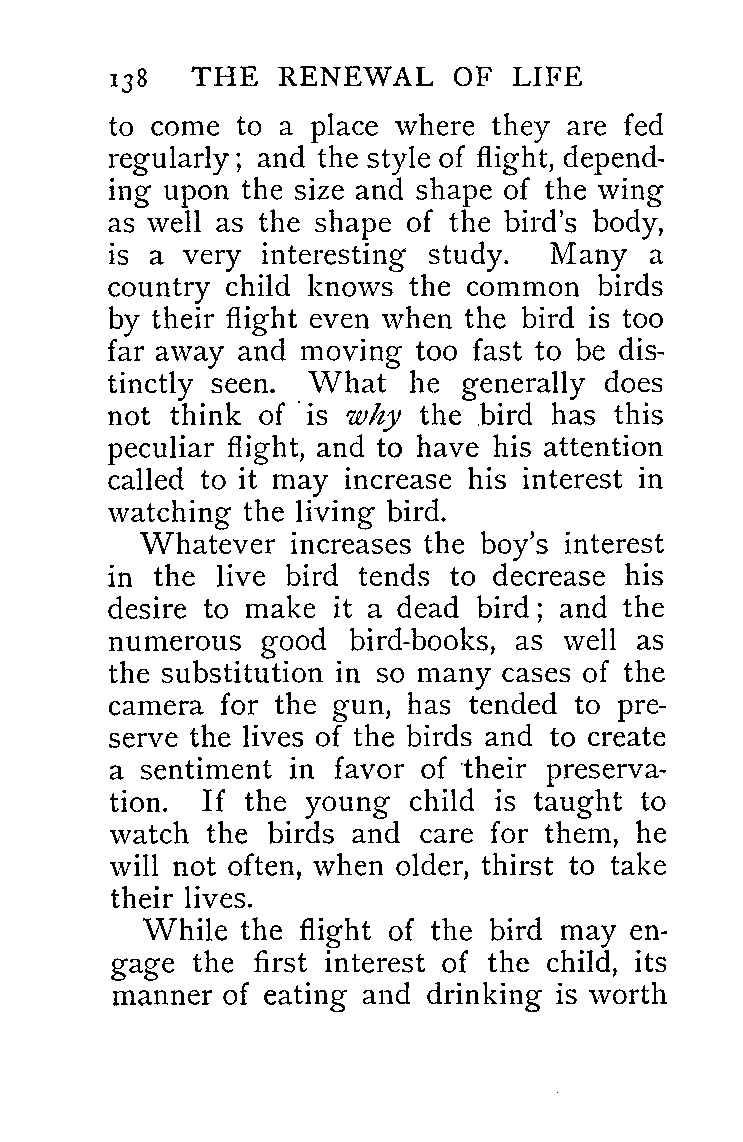 138 THE RENEWAL OF LIFE
to come to a place where they are fed
regularly; and the style of flight, depend-
ing upon the size and shape of the wing
as well as the shape of the bird's body,
is a very interesting study. Many a
country child knows the common birds
by their flight even when the bird is too
far away and moving too fast to be dis-
tinctly seen. What he generally does
not think of is why the bird has this
peculiar flight, and to have his attention
called to it may increase his interest in
watching the living bird.
Whatever increases the boy's interest
in the live bird tends to decrease his
desire to make it a dead bird; and the
numerous good bird-books, as well as
the substitution in so many cases of the
camera for the gun, has tended to pre-
serve the lives of the birds and to create
a sentiment in favor of their preserva-
tion. If the young child is taught to
watch the birds and care for them, he
will not often, when older, thirst to take
their lives.
While the flight of the bird may en-
gage the first interest of the child, its
manner of eating and drinking is worth